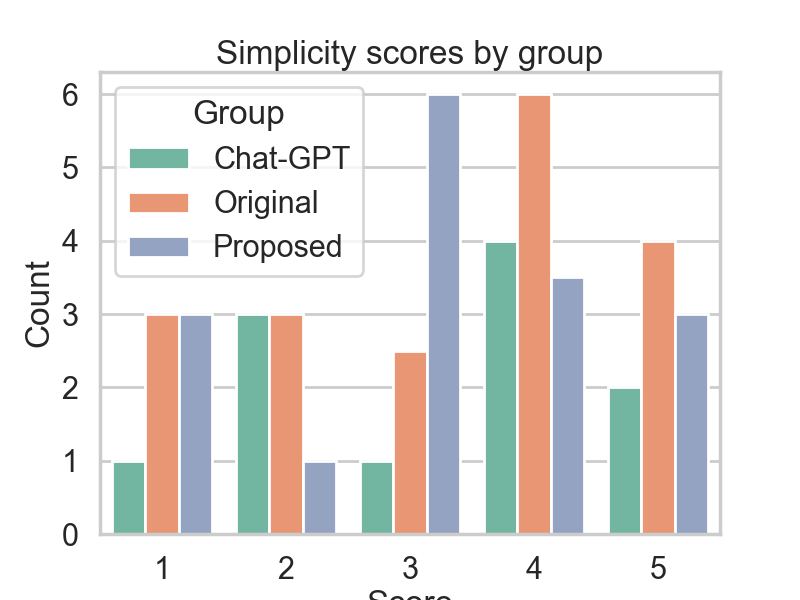 Simplicity scores by group
Group
Chat-GPT
Original
Proposed
Count
6
5
4
3
2
1
0
1 2 3 4 5
Score